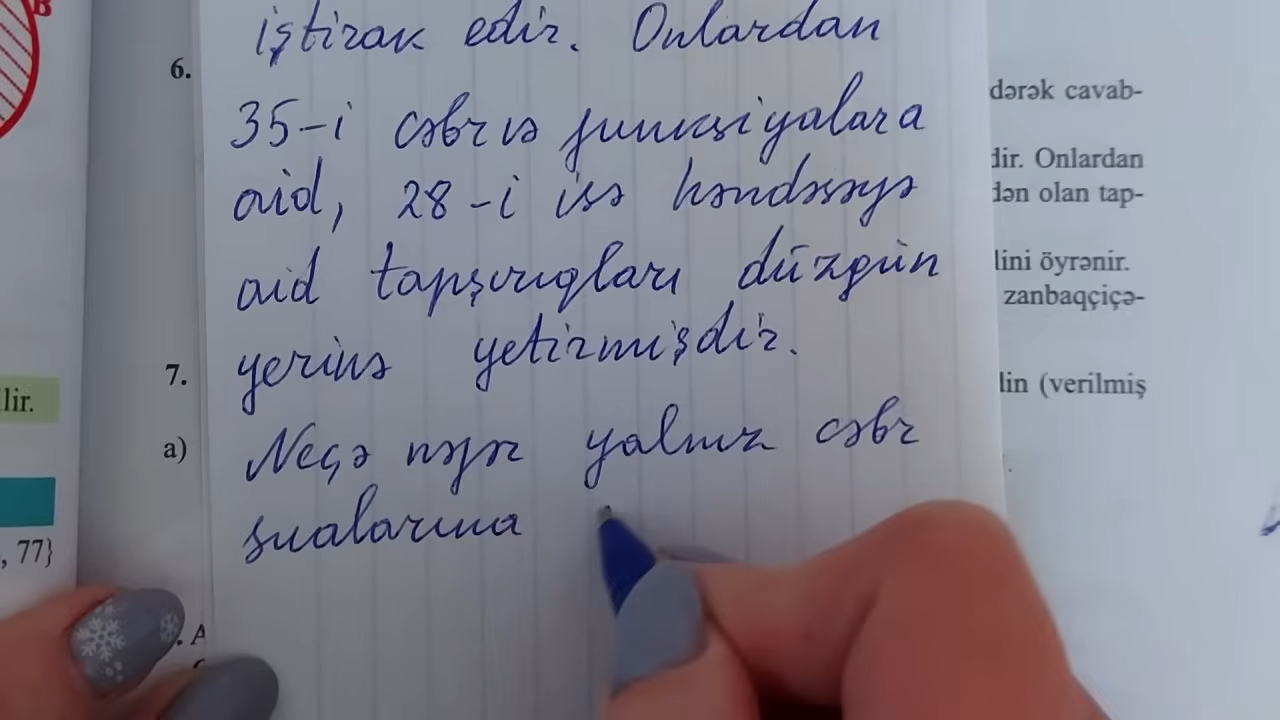 B
iştirak edir. Onlardan
6.
dərək cavab-
35-i cəbr və funksiyalara
dir. Onlardan
aid, 28-i isə həndəsəyə
dən olan tap-
aid tapşırıqları düzgün
lini öyrənir.
zanbaqçiçə-
yerinə yetirmişdir.
7.
lin (verilmiş
lir.
a)
Neçə nəfər yalnız cəbr
sualarına
, 77}
. A